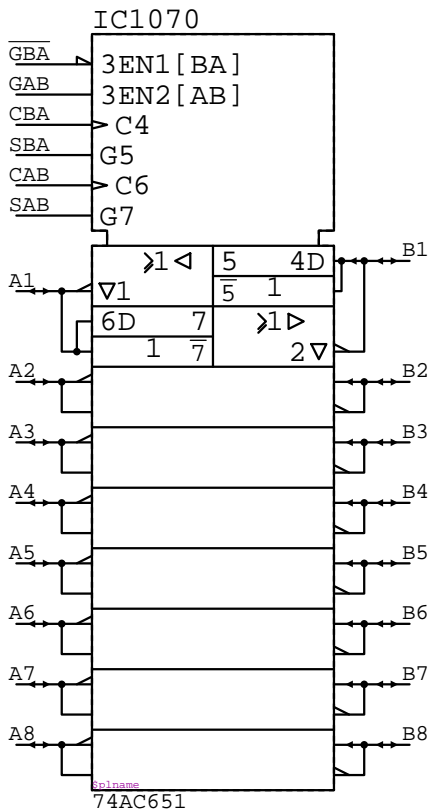 IC1070
GBA 3EN1[BA]
GAB 3EN2[AB]
CBA C4
SBA G5
CAB C6
SAB G7
≥1 5 4D B1
A1 ▽1 5 1
6D 7 ≥1
1 7 2▽
A2 B2
A3 B3
A4 B4
A5 B5
A6 B6
A7 B7
A8 B8
$plname
74AC651